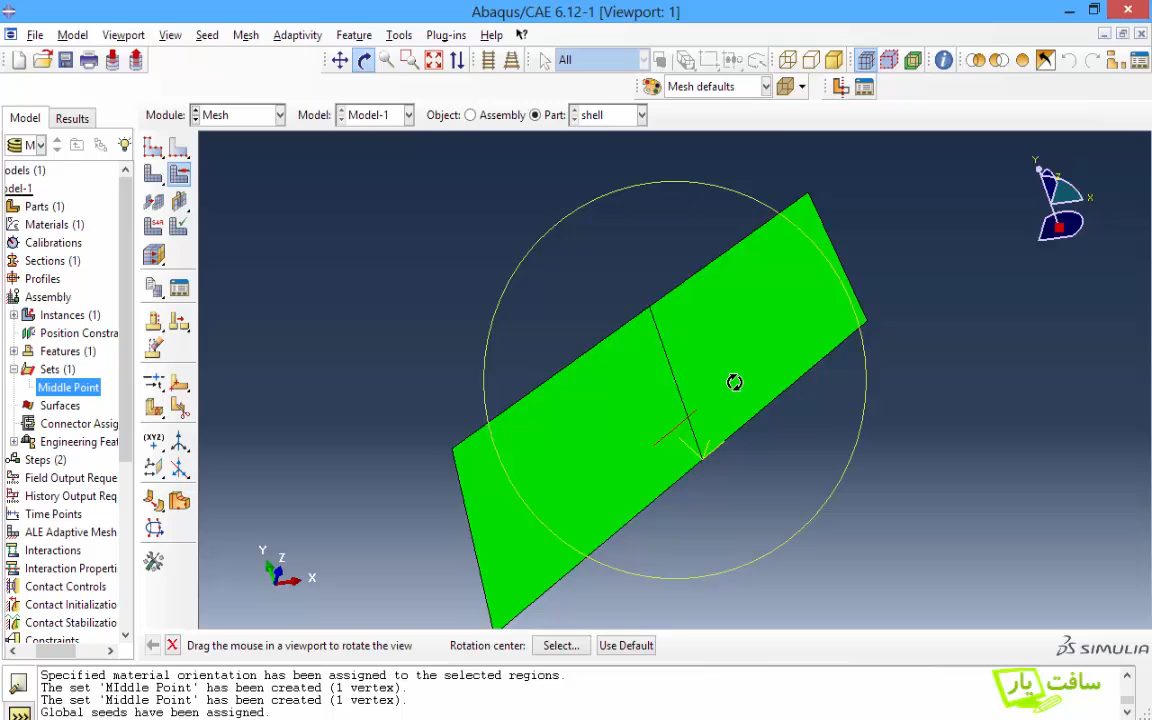 Abaqus/CAE 6.12-1 [Viewport: 1]
File Model Viewport View Seed Mesh Adaptivity Feature Tools Plug-ins Help
All
Mesh defaults
Model Results Module: Mesh Model: Model-1 Object: Assembly Part: shell
M
odels (1)
odel-1
Parts (1)
Materials (1)
Calibrations
Sections (1)
Profiles
Assembly
Instances (1)
Position Constra
Features (1)
Sets (1)
Middle Point
Surfaces
Connector Assig
Engineering Feat
Steps (2)
Field Output Reque
History Output Req
Time Points
ALE Adaptive Mesh
Interactions
Interaction Properti
Contact Controls
Contact Initializatio
Contact Stabilizatio
Constraints
Y
Z
X
Y
Z
X
(XYZ)
Drag the mouse in a viewport to rotate the view Rotation center: Select... Use Default
SIMULIA
Specified material orientation has been assigned to the selected regions.
The set 'MIddle Point' has been created (1 vertex).
The set 'Middle Point' has been created (1 vertex).
Global seeds have been assigned.
سافت یار